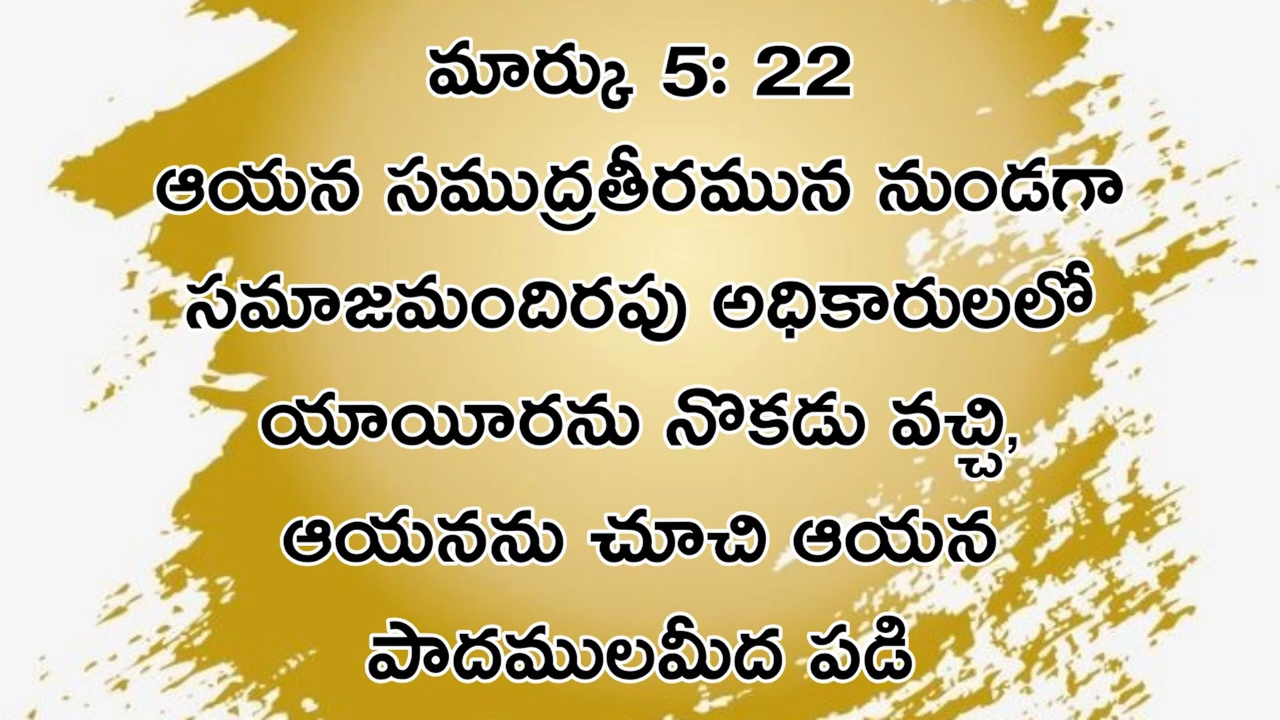 మార్కు 5: 22
ఆయన సముద్రతీరమున నుండగా
సమాజమందిరపు అధికారులలో
యాయీరను నొకడు వచ్చి,
ఆయనను చూచి ఆయన
పాదములమీద పడి